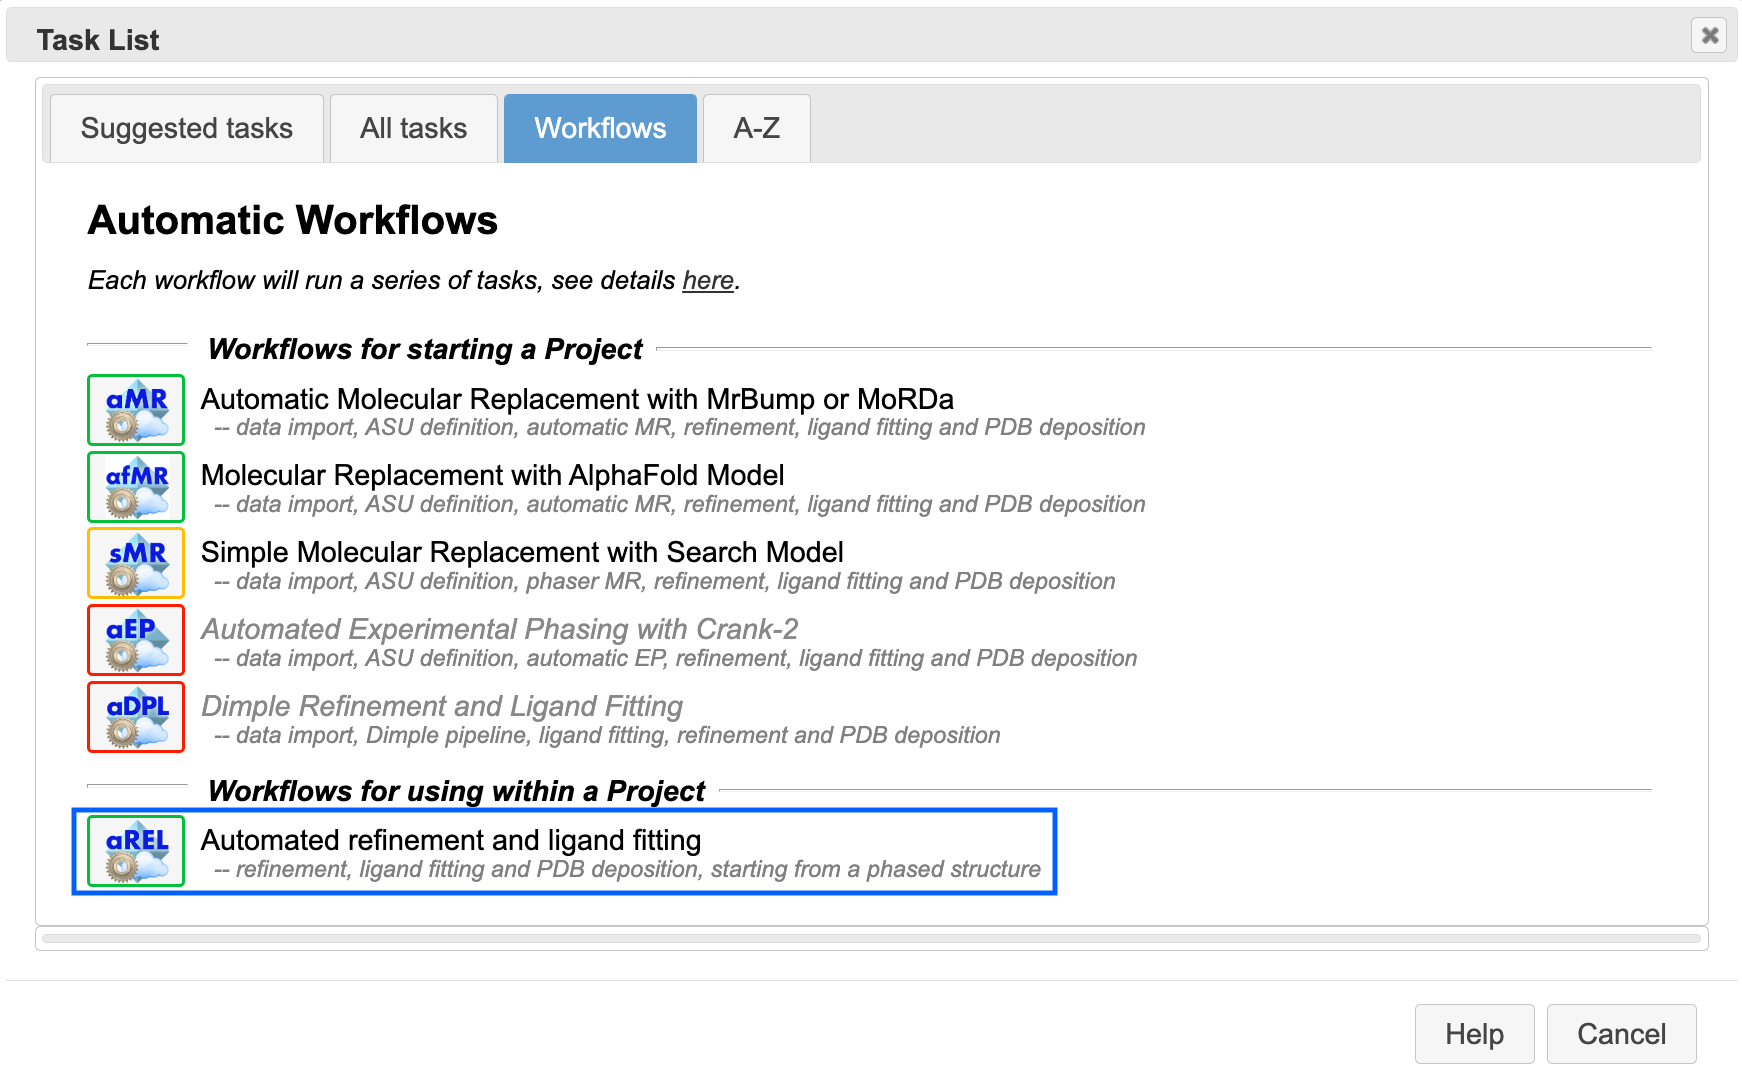 Task List
Suggested tasks All tasks Workflows A-Z
Automatic Workflows
Each workflow will run a series of tasks, see details here.
Workflows for starting a Project
aMR Automatic Molecular Replacement with MrBump or MoRDa
-- data import, ASU definition, automatic MR, refinement, ligand fitting and PDB deposition
afMR Molecular Replacement with AlphaFold Model
-- data import, ASU definition, automatic MR, refinement, ligand fitting and PDB deposition
sMR Simple Molecular Replacement with Search Model
-- data import, ASU definition, phaser MR, refinement, ligand fitting and PDB deposition
aEP Automated Experimental Phasing with Crank-2
-- data import, ASU definition, automatic EP, refinement, ligand fitting and PDB deposition
aDPL Dimple Refinement and Ligand Fitting
-- data import, Dimple pipeline, ligand fitting, refinement and PDB deposition
Workflows for using within a Project
aREL Automated refinement and ligand fitting
-- refinement, ligand fitting and PDB deposition, starting from a phased structure
Help Cancel